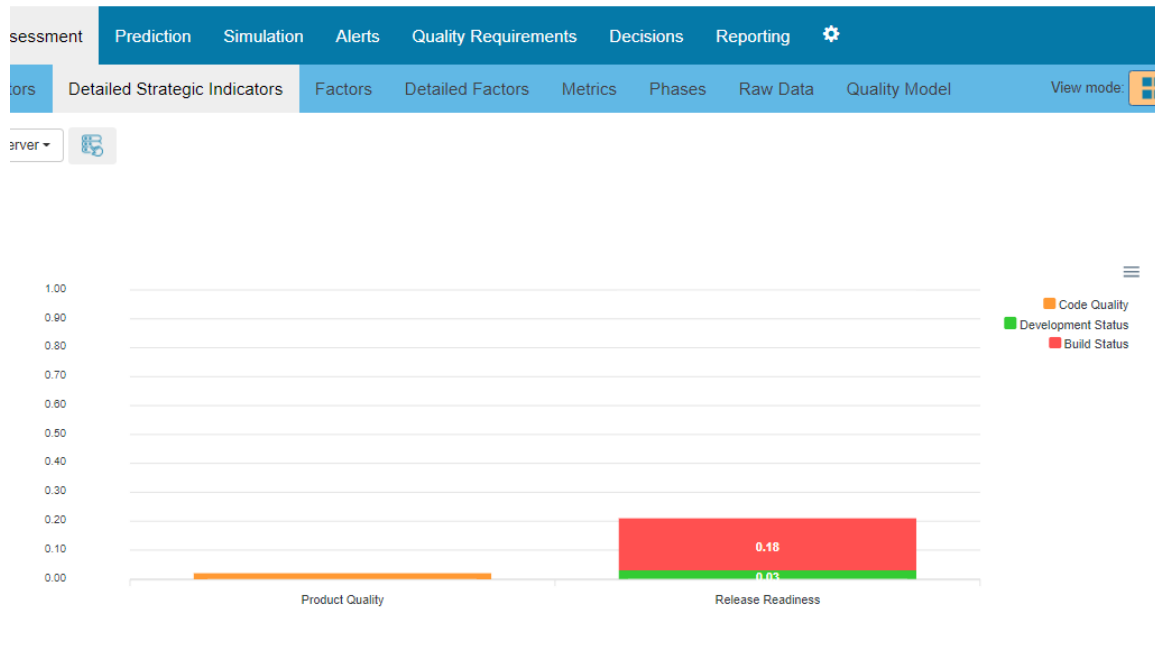 sessment Prediction Simulation Alerts Quality Requirements Decisions Reporting
tors Detailed Strategic Indicators Factors Detailed Factors Metrics Phases Raw Data Quality Model View mode:
erver
1.00
0.90
0.80
0.70
0.60
0.50
0.40
0.30
0.20
0.10
0.00
Code Quality
Development Status
Build Status
0.18
0.03
Product Quality Release Readiness